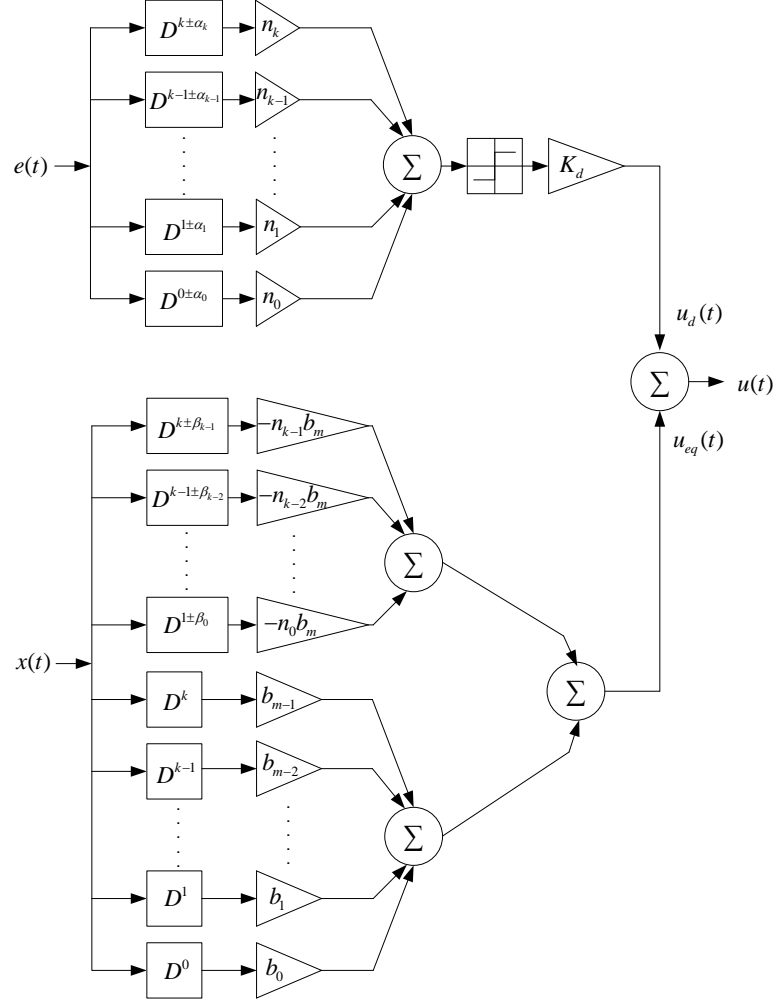 D^{k±α_k} n_k
D^{k-1±α_{k-1}} n_{k-1}
e(t) ∑ K_d
D^{1±α_1} n_1
D^{0±α_0} n_0
u_d(t)
∑ u(t)
u_{eq}(t)
D^{k±β_{k-1}} −n_{k-1}b_m
D^{k-1±β_{k-2}} −n_{k-2}b_m
∑
D^{1±β_0} −n_0b_m
x(t)
∑
D^k b_{m-1}
D^{k-1} b_{m-2}
∑
D^1 b_1
D^0 b_0